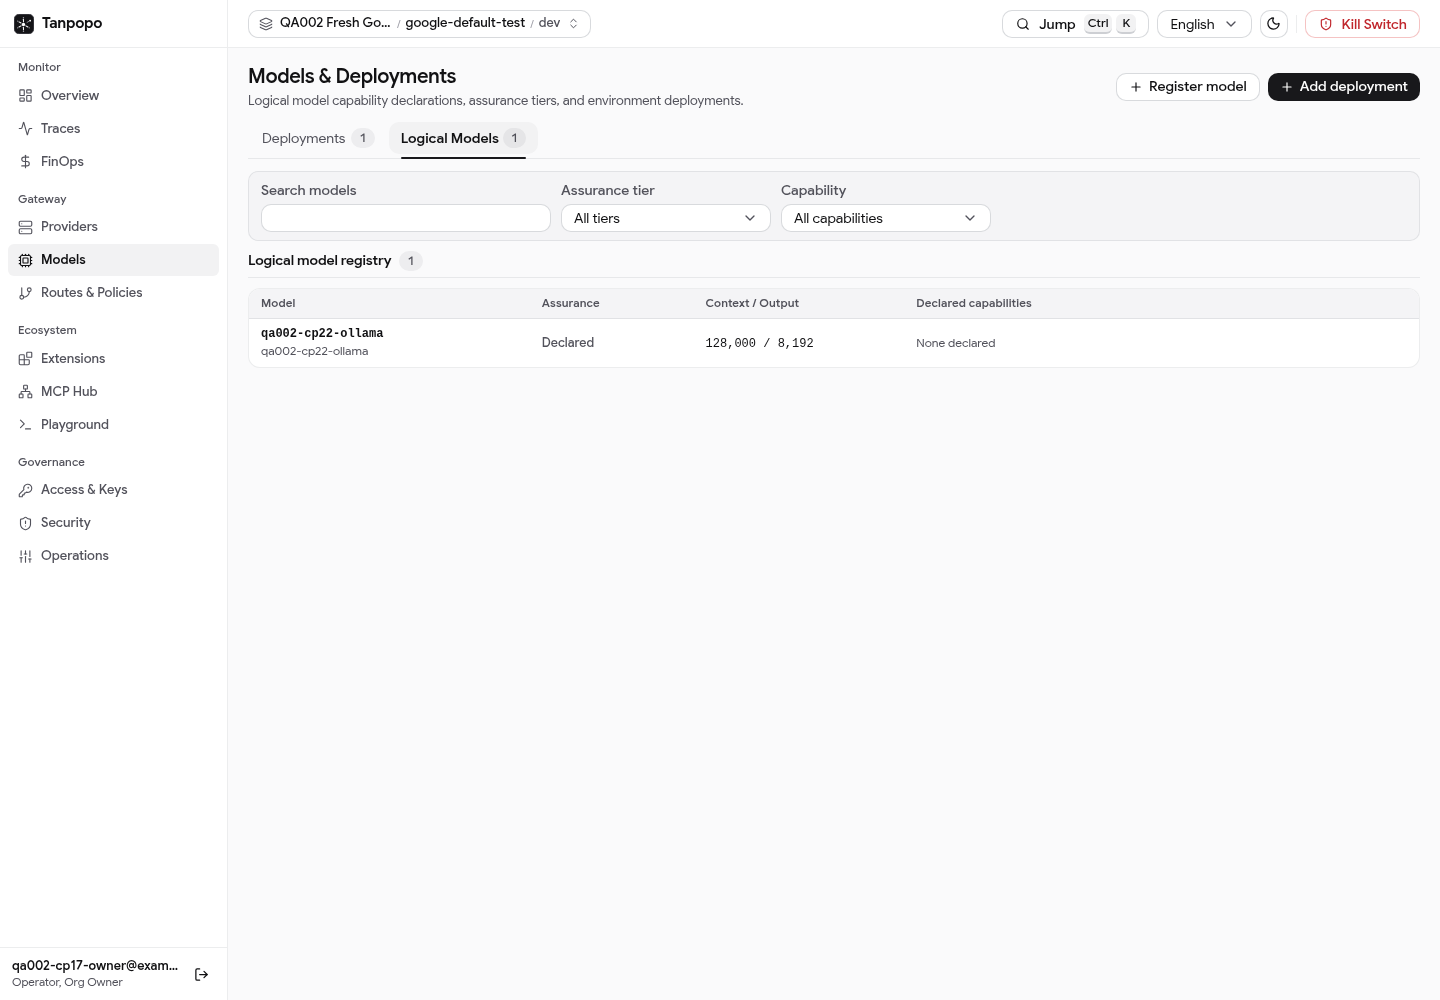 Tanpopo
QA002 Fresh Go... / google-default-test / dev
Jump Ctrl K
English
Kill Switch
Monitor
Overview
Traces
FinOps
Gateway
Providers
Models
Routes & Policies
Ecosystem
Extensions
MCP Hub
Playground
Governance
Access & Keys
Security
Operations
qa002-cp17-owner@exam...
Operator, Org Owner
Models & Deployments
Logical model capability declarations, assurance tiers, and environment deployments.
Register model
Add deployment
Deployments 1
Logical Models 1
Search models
Assurance tier
Capability
All tiers
All capabilities
Logical model registry 1
Model Assurance Context / Output Declared capabilities
qa002-cp22-ollama
qa002-cp22-ollama
Declared
128,000 / 8,192
None declared